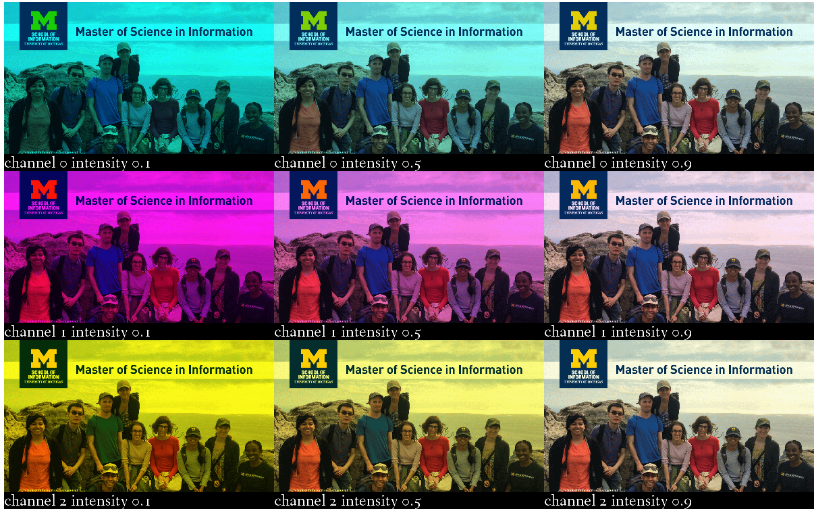 M Master of Science in Information M Master of Science in Information M Master of Science in Information
SCHOOL OF SCHOOL OF SCHOOL OF
INFORMATION INFORMATION INFORMATION
channel 0 intensity 0.1 channel 0 intensity 0.5 channel 0 intensity 0.9
M Master of Science in Information M Master of Science in Information M Master of Science in Information
SCHOOL OF SCHOOL OF SCHOOL OF
INFORMATION INFORMATION INFORMATION
channel 1 intensity 0.1 channel 1 intensity 0.5 channel 1 intensity 0.9
M Master of Science in Information M Master of Science in Information M Master of Science in Information
SCHOOL OF SCHOOL OF SCHOOL OF
INFORMATION INFORMATION INFORMATION
channel 2 intensity 0.1 channel 2 intensity 0.5 channel 2 intensity 0.9